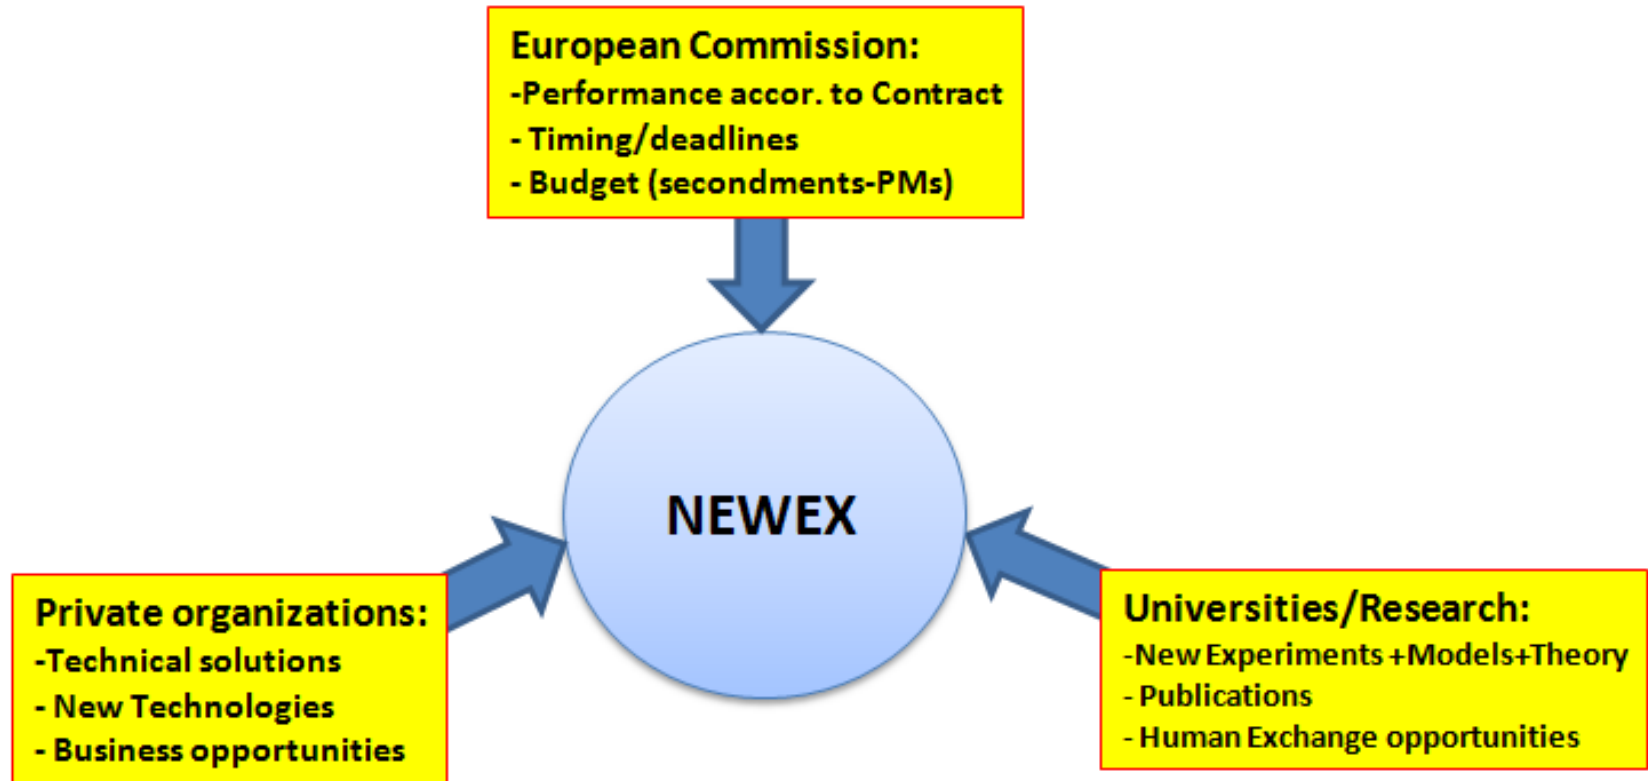 European Commission:
-Performance accor. to Contract
- Timing/deadlines
- Budget (secondments-PMs)
NEWEX
Private organizations:
-Technical solutions
- New Technologies
- Business opportunities
Universities/Research:
-New Experiments +Models+Theory
- Publications
- Human Exchange opportunities